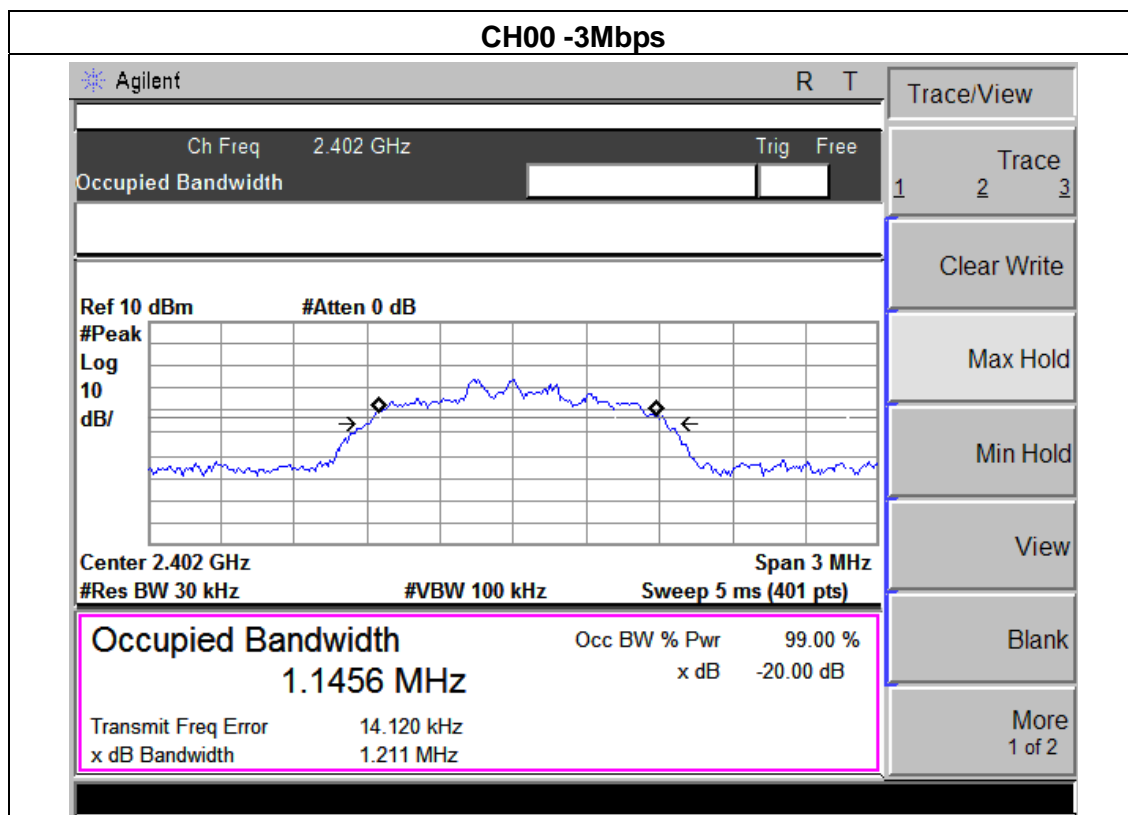 CH00 -3Mbps
Agilent R T
Ch Freq 2.402 GHz Trig Free
Occupied Bandwidth
Ref 10 dBm #Atten 0 dB
#Peak
Log
10
dB/
Center 2.402 GHz Span 3 MHz
#Res BW 30 kHz #VBW 100 kHz Sweep 5 ms (401 pts)
Occupied Bandwidth
1.1456 MHz
Occ BW % Pwr 99.00 %
x dB -20.00 dB
Transmit Freq Error 14.120 kHz
x dB Bandwidth 1.211 MHz
Trace/View
Trace
1 2 3
Clear Write
Max Hold
Min Hold
View
Blank
More
1 of 2